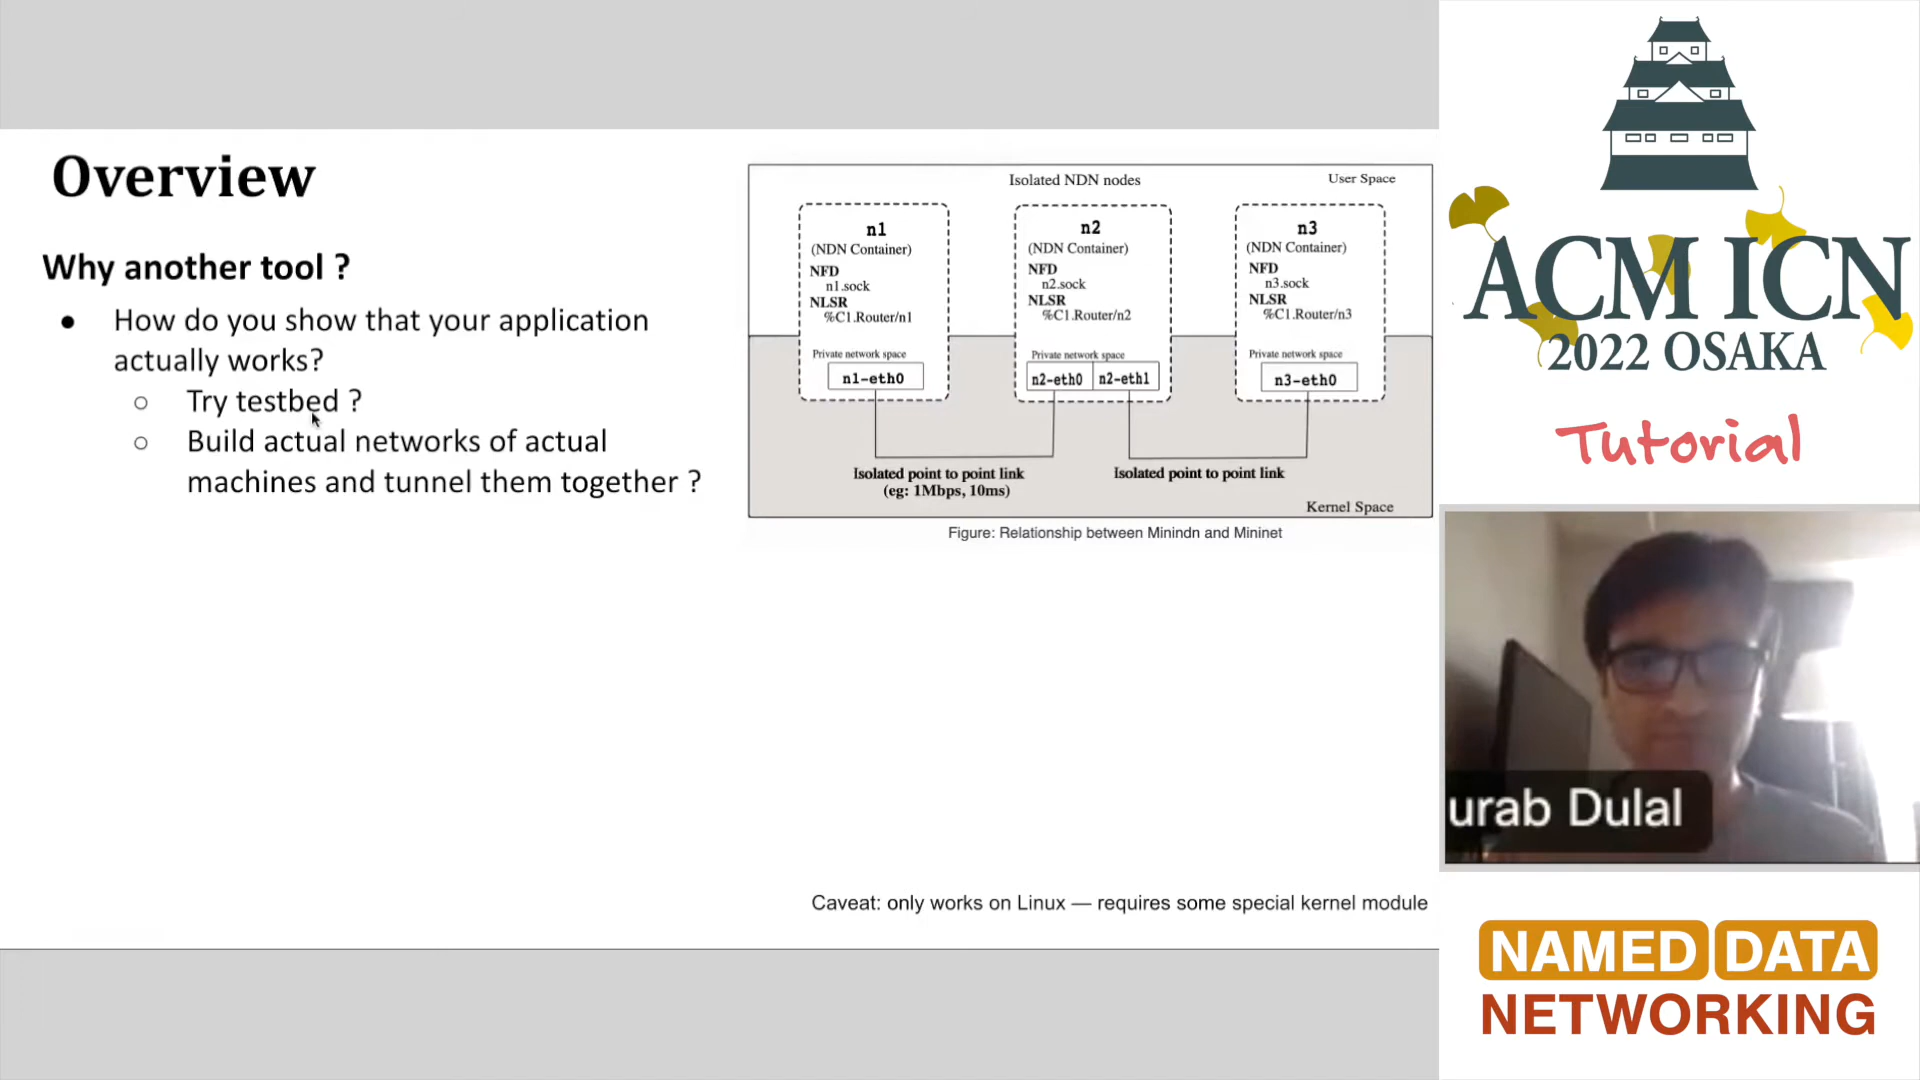 Overview
Why another tool ?
● How do you show that your application
actually works?
○ Try testbed ?
○ Build actual networks of actual
machines and tunnel them together ?
Isolated NDN nodes
User Space
n1
(NDN Container)
NFD
n1.sock
NLSR
%C1.Router/n1
Private network space
n1-eth0
n2
(NDN Container)
NFD
n2.sock
NLSR
%C1.Router/n2
Private network space
n2-eth0 n2-eth1
n3
(NDN Container)
NFD
n3.sock
NLSR
%C1.Router/n3
Private network space
n3-eth0
Isolated point to point link
(eg: 1Mbps, 10ms)
Isolated point to point link
Kernel Space
Figure: Relationship between Minindn and Mininet
Caveat: only works on Linux — requires some special kernel module
ACM ICN
2022 OSAKA
Tutorial
urab Dulal
NAMED DATA
NETWORKING